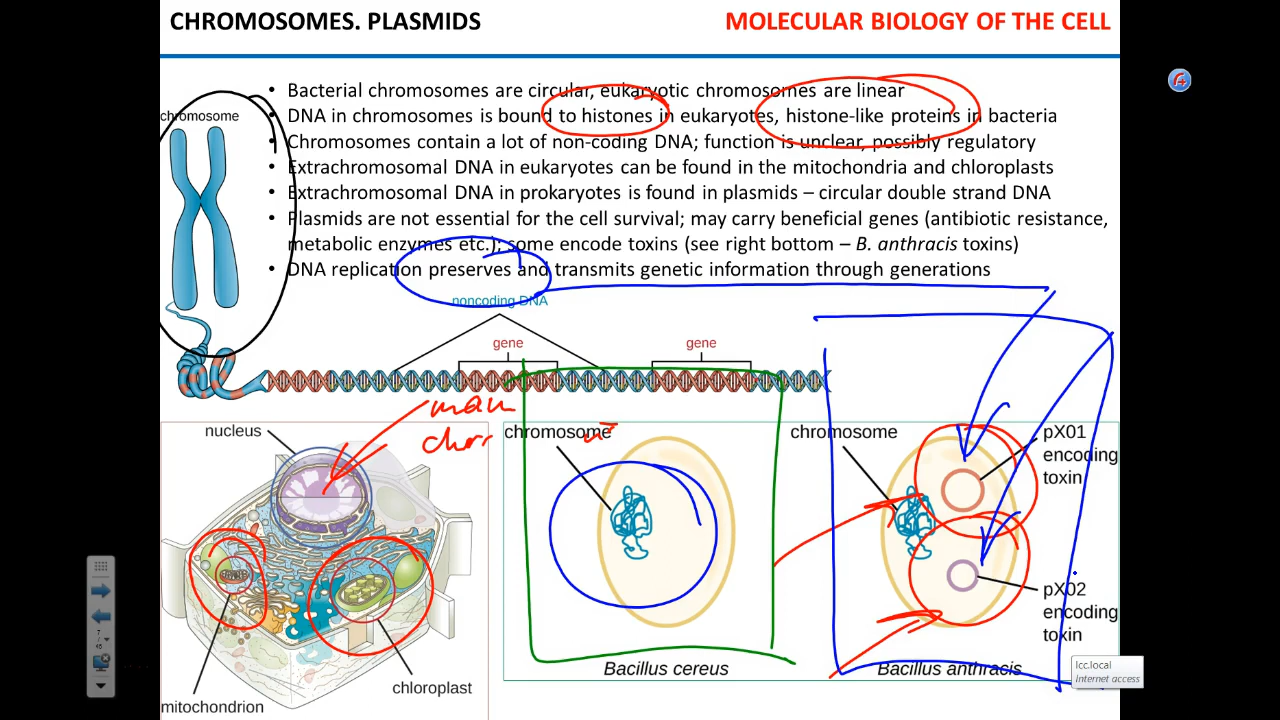 CHROMOSOMES. PLASMIDS
MOLECULAR BIOLOGY OF THE CELL
• Bacterial chromosomes are circular, eukaryotic chromosomes are linear
• DNA in chromosomes is bound to histones in eukaryotes, histone-like proteins in bacteria
• Chromosomes contain a lot of non-coding DNA; function is unclear, possibly regulatory
• Extrachromosomal DNA in eukaryotes can be found in the mitochondria and chloroplasts
• Extrachromosomal DNA in prokaryotes is found in plasmids – circular double strand DNA
• Plasmids are not essential for the cell survival; may carry beneficial genes (antibiotic resistance,
metabolic enzymes etc.); some encode toxins (see right bottom – B. anthracis toxins)
• DNA replication preserves and transmits genetic information through generations
chromosome
noncoding DNA
gene
gene
nucleus
mitochondrion
chloroplast
chromosome
Bacillus cereus
chromosome
pX01
encoding
toxin
pX02
encoding
toxin
Bacillus anthracis
lcc.local
Internet access